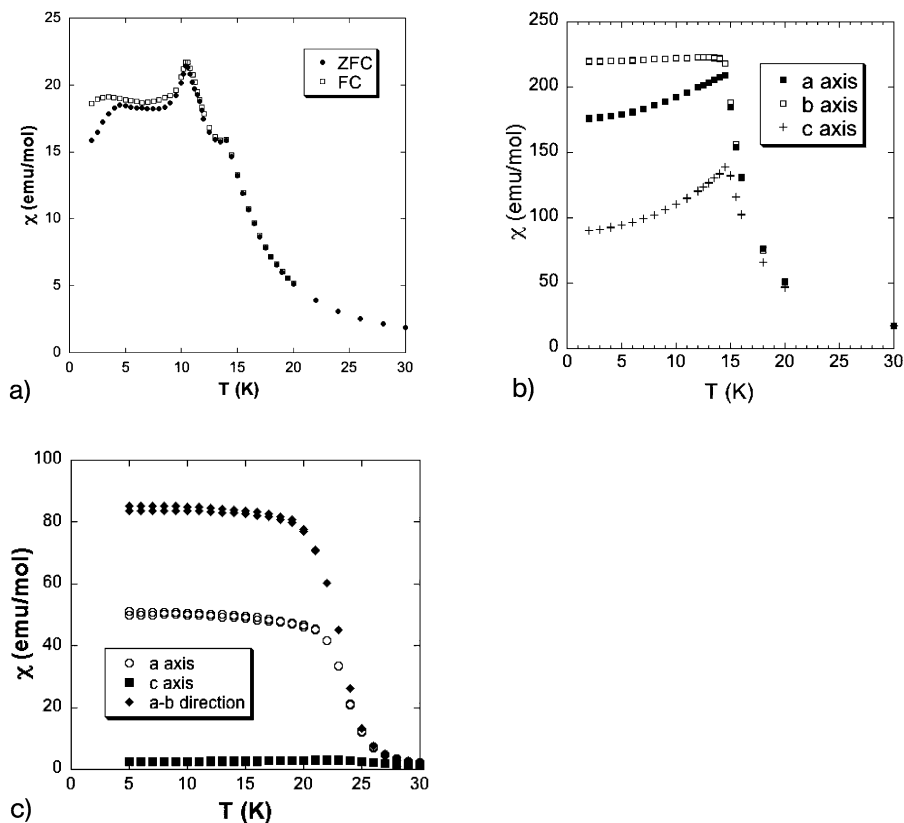 25
20
15
10
5
0
χ (emu/mol)
ZFC
FC
0 5 10 15 20 25 30
T (K)
a)
250
200
150
100
50
0
χ (emu/mol)
a axis
b axis
c axis
0 5 10 15 20 25 30
T (K)
b)
100
80
60
40
20
0
χ (emu/mol)
a axis
c axis
a-b direction
0 5 10 15 20 25 30
T (K)
c)